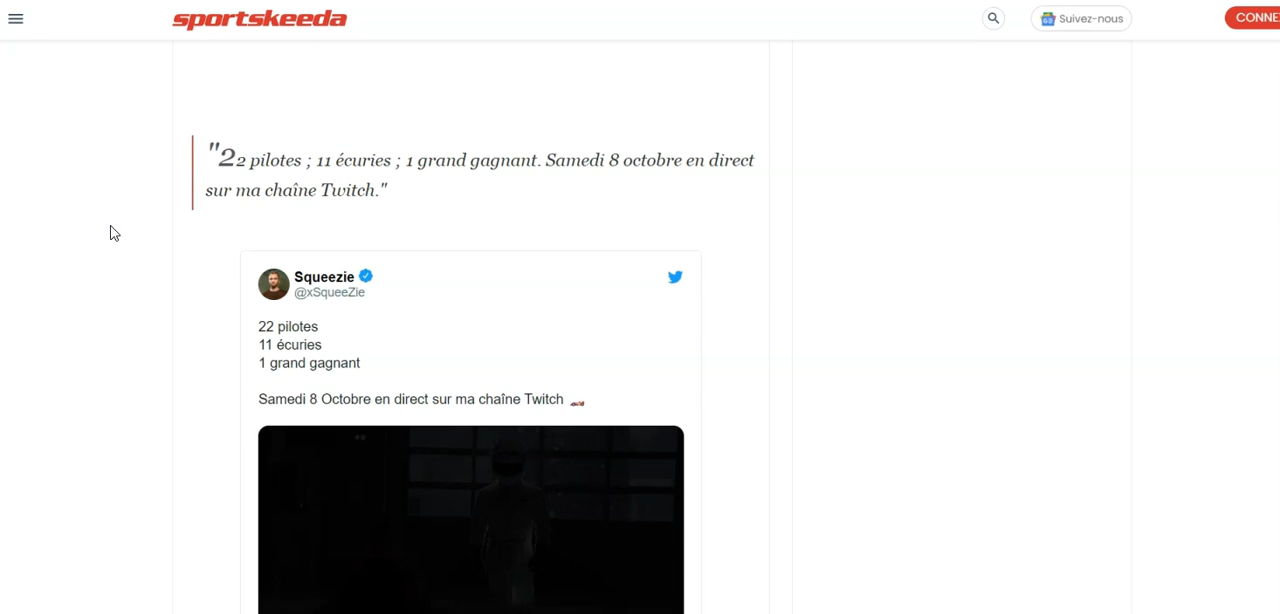 sportskeeda
Suivez-nous
CONNE
"22 pilotes ; 11 écuries ; 1 grand gagnant. Samedi 8 octobre en direct
sur ma chaîne Twitch."
Squeezie
@xSqueeZie
22 pilotes
11 écuries
1 grand gagnant
Samedi 8 Octobre en direct sur ma chaîne Twitch